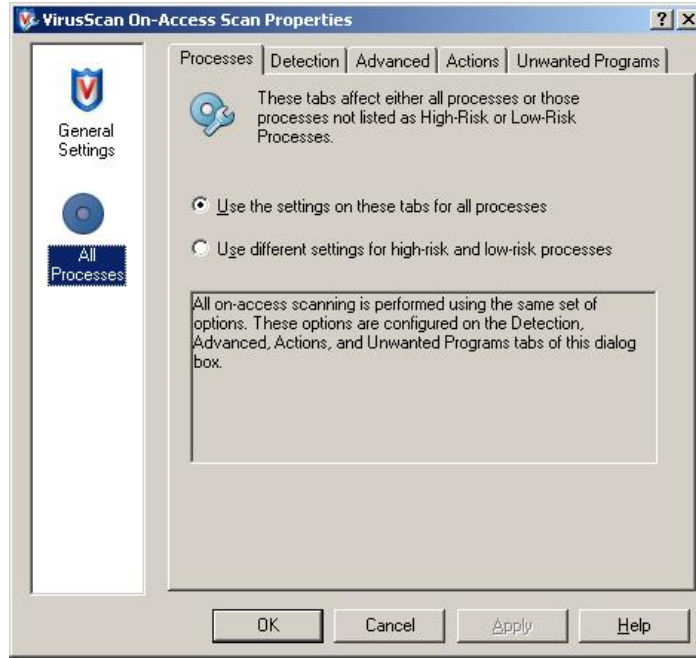 VirusScan On-Access Scan Properties
General
Settings
All
Processes
Processes Detection Advanced Actions Unwanted Programs
These tabs affect either all processes or those
processes not listed as High-Risk or Low-Risk
Processes.
Use the settings on these tabs for all processes
Use different settings for high-risk and low-risk processes
All on-access scanning is performed using the same set of
options. These options are configured on the Detection,
Advanced, Actions, and Unwanted Programs tabs of this dialog
box.
OK Cancel Apply Help